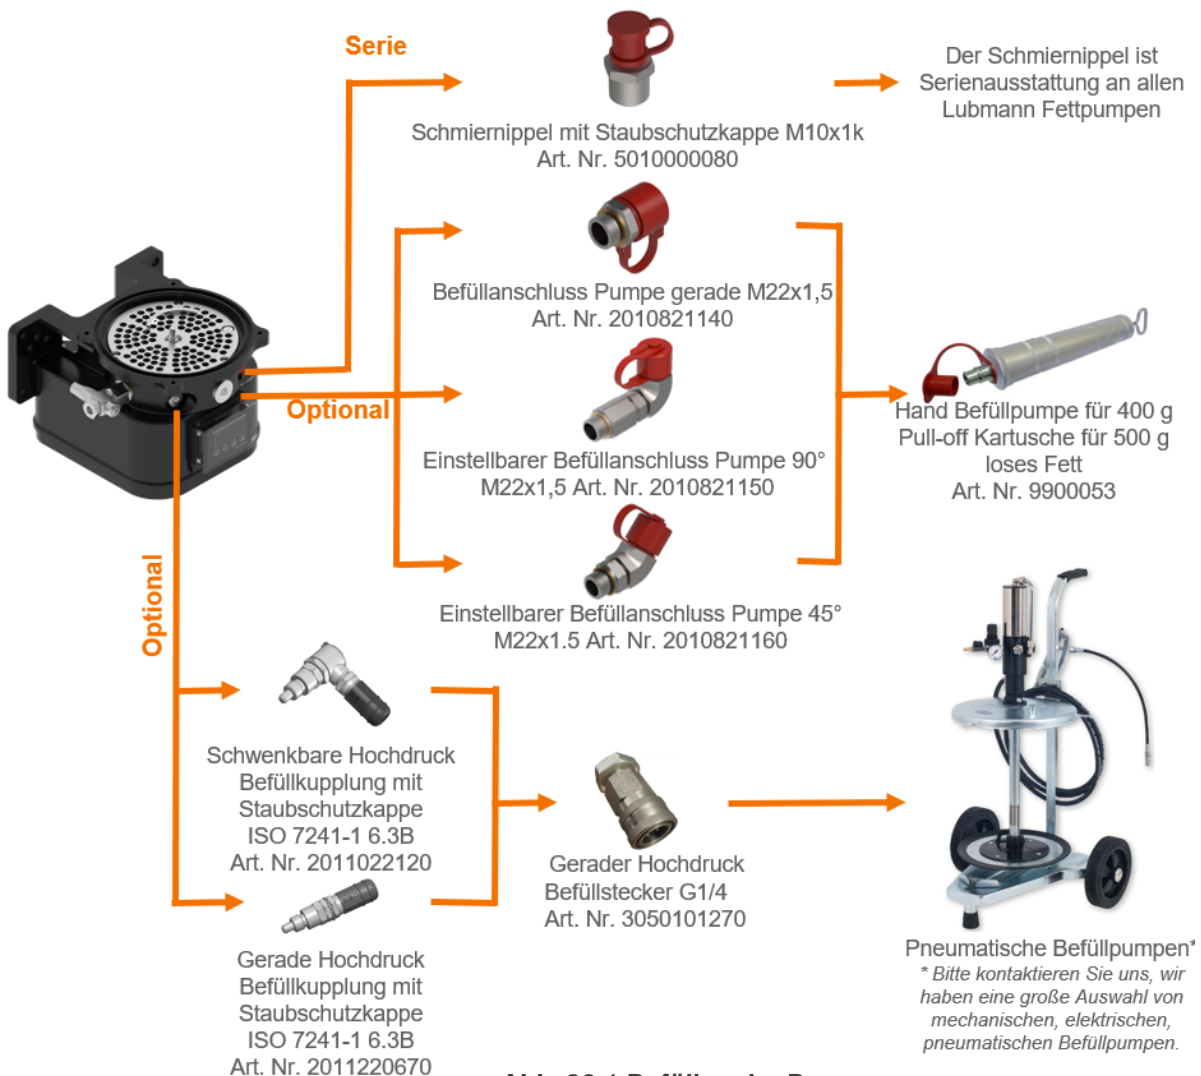 Serie
Schmiernippel mit Staubschutzkappe M10x1k
Art. Nr. 5010000080
Der Schmiernippel ist
Serienausstattung an allen
Lubmann Fettpumpen
Befüllanschluss Pumpe gerade M22x1,5
Art. Nr. 2010821140
Optional
Einstellbarer Befüllanschluss Pumpe 90°
M22x1,5 Art. Nr. 2010821150
Hand Befüllpumpe für 400 g
Pull-off Kartusche für 500 g
loses Fett
Art. Nr. 9900053
Einstellbarer Befüllanschluss Pumpe 45°
M22x1.5 Art. Nr. 2010821160
Optional
Schwenkbare Hochdruck
Befüllkupplung mit
Staubschutzkappe
ISO 7241-1 6.3B
Art. Nr. 2011022120
Gerader Hochdruck
Befüllstecker G1/4
Art. Nr. 3050101270
Gerade Hochdruck
Befüllkupplung mit
Staubschutzkappe
ISO 7241-1 6.3B
Art. Nr. 2011220670
Pneumatische Befüllpumpen*
* Bitte kontaktieren Sie uns, wir
haben eine große Auswahl von
mechanischen, elektrischen,
pneumatischen Befüllpumpen.